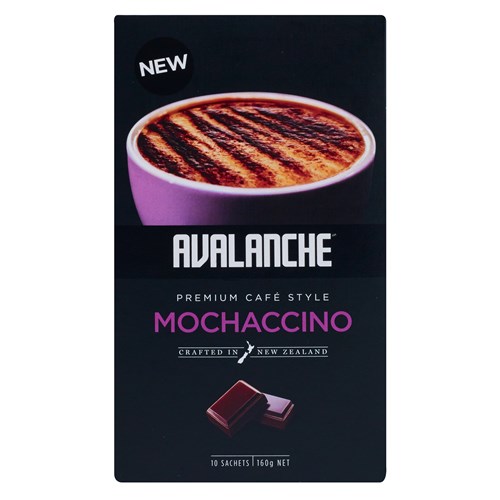 NEW
AVALANCHE
PREMIUM CAFÉ STYLE
MOCHACCINO
CRAFTED IN NEW ZEALAND
10 SACHETS | 160g NET